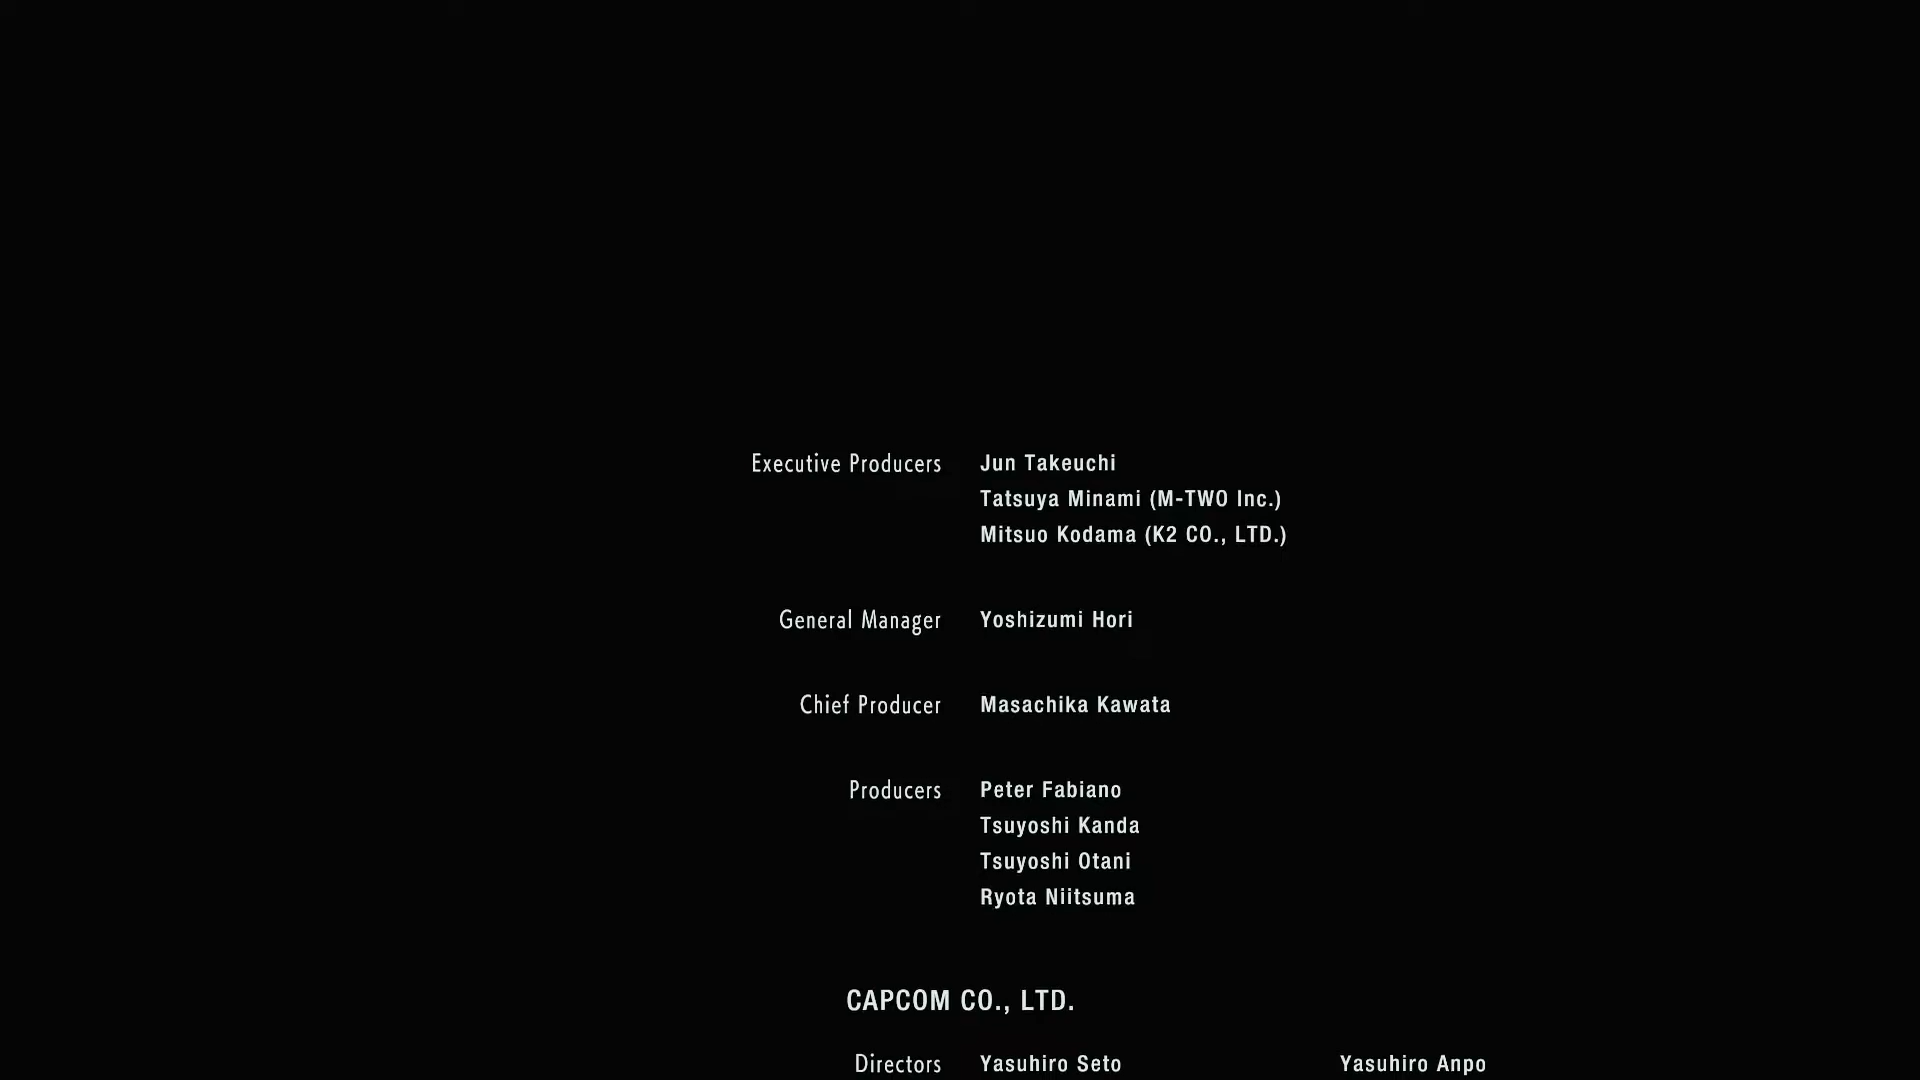 Executive Producers Jun Takeuchi
Tatsuya Minami (M-TWO Inc.)
Mitsuo Kodama (K2 CO., LTD.)
General Manager Yoshizumi Hori
Chief Producer Masachika Kawata
Producers Peter Fabiano
Tsuyoshi Kanda
Tsuyoshi Otani
Ryota Niitsuma
CAPCOM CO., LTD.
Directors Yasuhiro Seto Yasuhiro Anpo